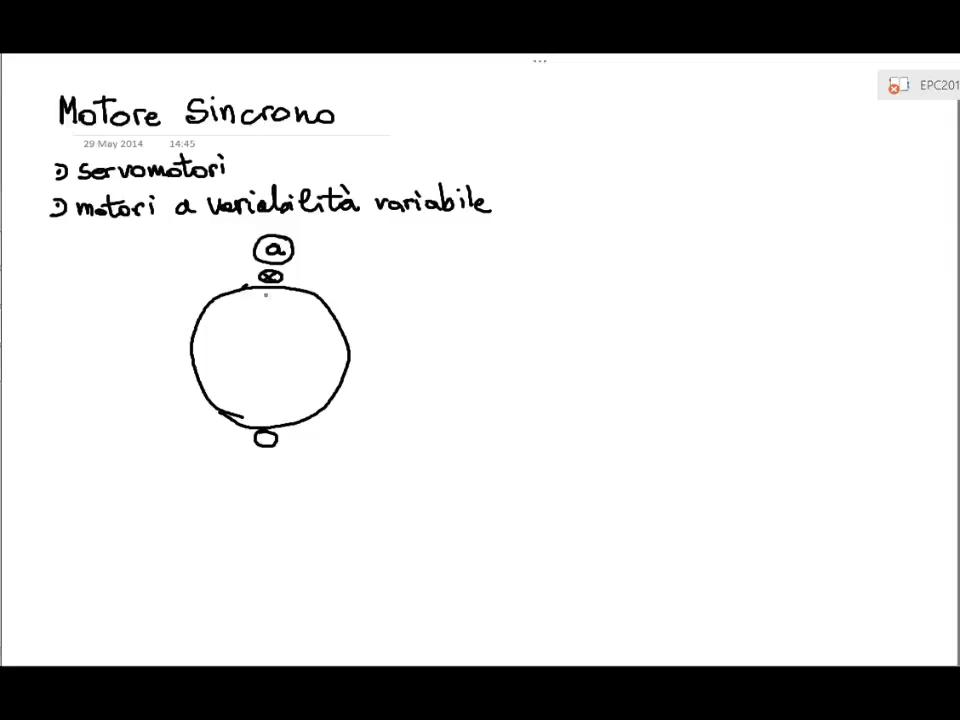 EPC201
Motore Sincrono
29 May 2014 14:45
servomotori
motori a variabilità variabile
a